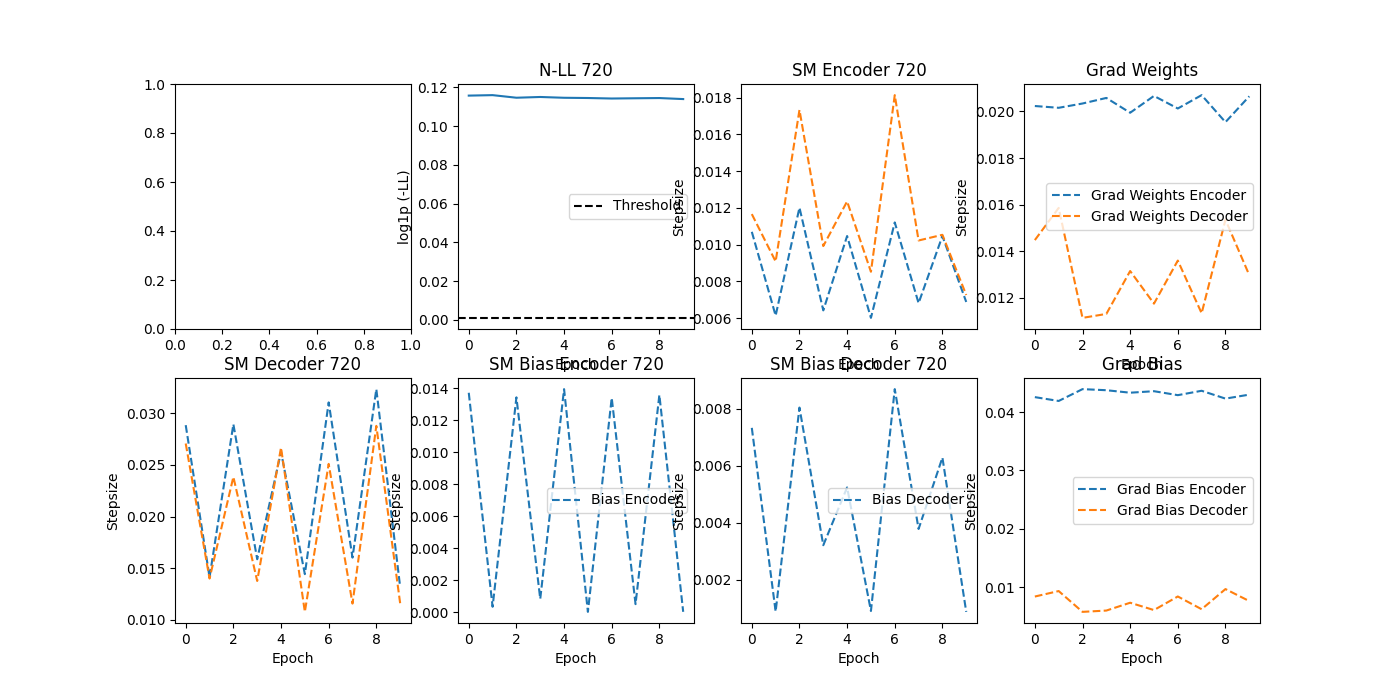 N-LL 720
SM Encoder 720
Grad Weights
1.0
0.8
0.6
0.4
0.2
0.0
0.0 0.2 0.4 0.6 0.8 1.0
log1p (-LL)
0.12
0.10
0.08
0.06
0.04
0.02
0.00
Threshold
0 2 4 6 8
Epoch
Stepsize
0.018
0.016
0.014
0.012
0.010
0.008
0.006
0 2 4 6 8
Epoch
Stepsize
0.020
0.018
0.016
0.014
0.012
Grad Weights Encoder
Grad Weights Decoder
0 2 4 6 8
Epoch
SM Decoder 720
SM Bias Encoder 720
SM Bias Decoder 720
Grad Bias
Stepsize
0.030
0.025
0.020
0.015
0.010
0 2 4 6 8
Epoch
Stepsize
0.014
0.012
0.010
0.008
0.006
0.004
0.002
0.000
Bias Encoder
0 2 4 6 8
Epoch
Stepsize
0.008
0.006
0.004
0.002
Bias Decoder
0 2 4 6 8
Epoch
Stepsize
0.04
0.03
0.02
0.01
Grad Bias Encoder
Grad Bias Decoder
0 2 4 6 8
Epoch